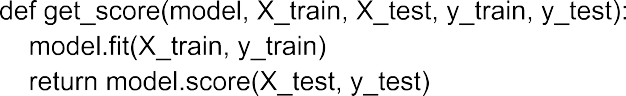 def get_score(model, X_train, X_test, y_train, y_test):
    model.fit(X_train, y_train)
    return model.score(X_test, y_test)